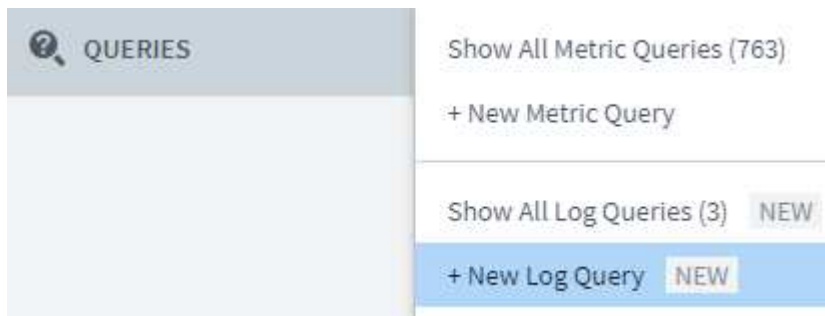 QUERIES
Show All Metric Queries (763)
+ New Metric Query
Show All Log Queries (3) NEW
+ New Log Query NEW